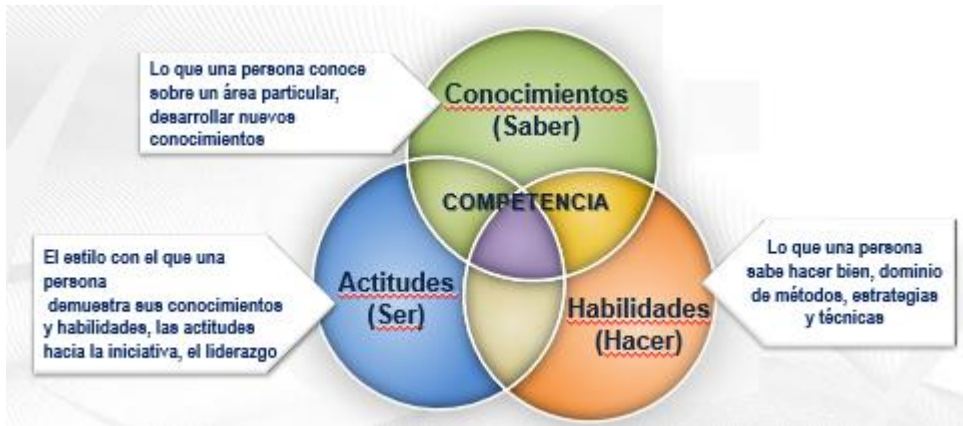 Lo que una persona conoce
sobre un área particular,
desarrollar nuevos
conocimientos
Conocimientos
(Saber)
COMPETENCIA
El estilo con el que una
persona
demuestra sus conocimientos
y habilidades, las actitudes
hacia la iniciativa, el liderazgo
Actitudes
(Ser)
Habilidades
(Hacer)
Lo que una persona
sabe hacer bien, dominio
de métodos, estrategias
y técnicas